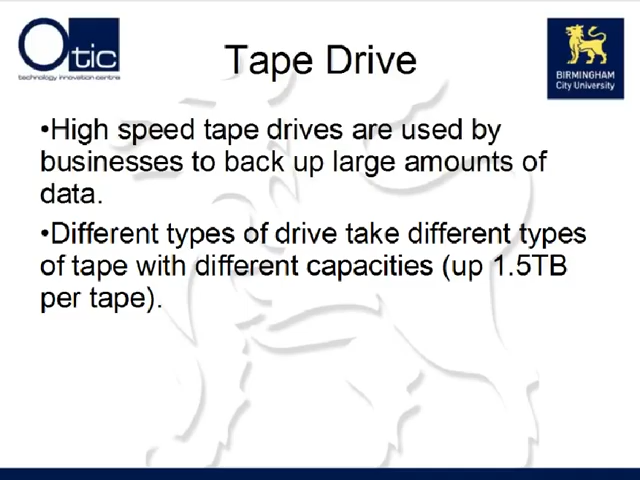 tic
technology innovation centre
Tape Drive
BIRMINGHAM
City University
•High speed tape drives are used by
businesses to back up large amounts of
data.
•Different types of drive take different types
of tape with different capacities (up 1.5TB
per tape).